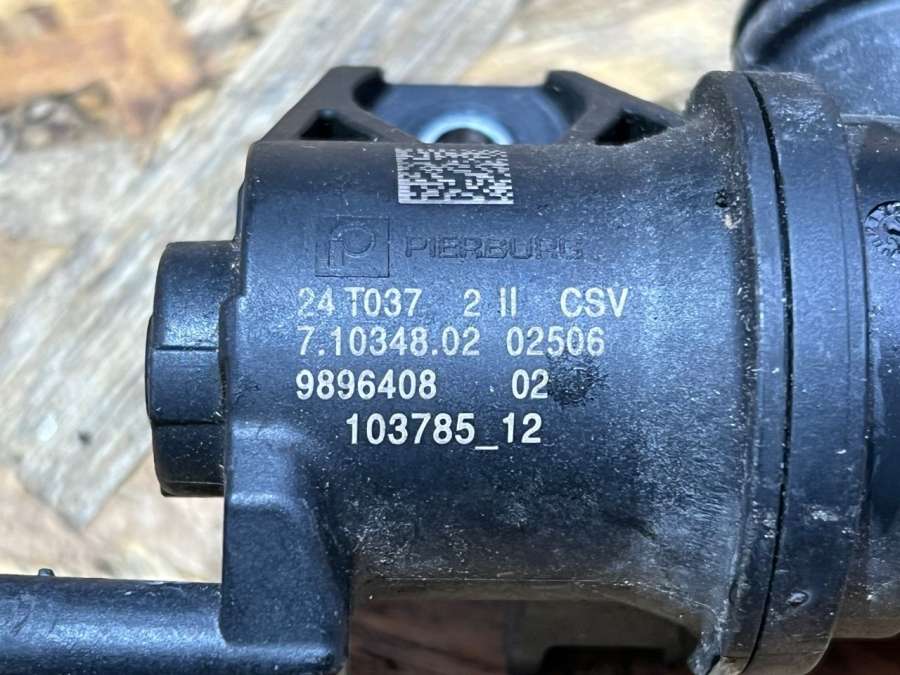 PIERBURG
24 T037 2 II CSV
7.10348.02 02506
9896408 02
103785_12